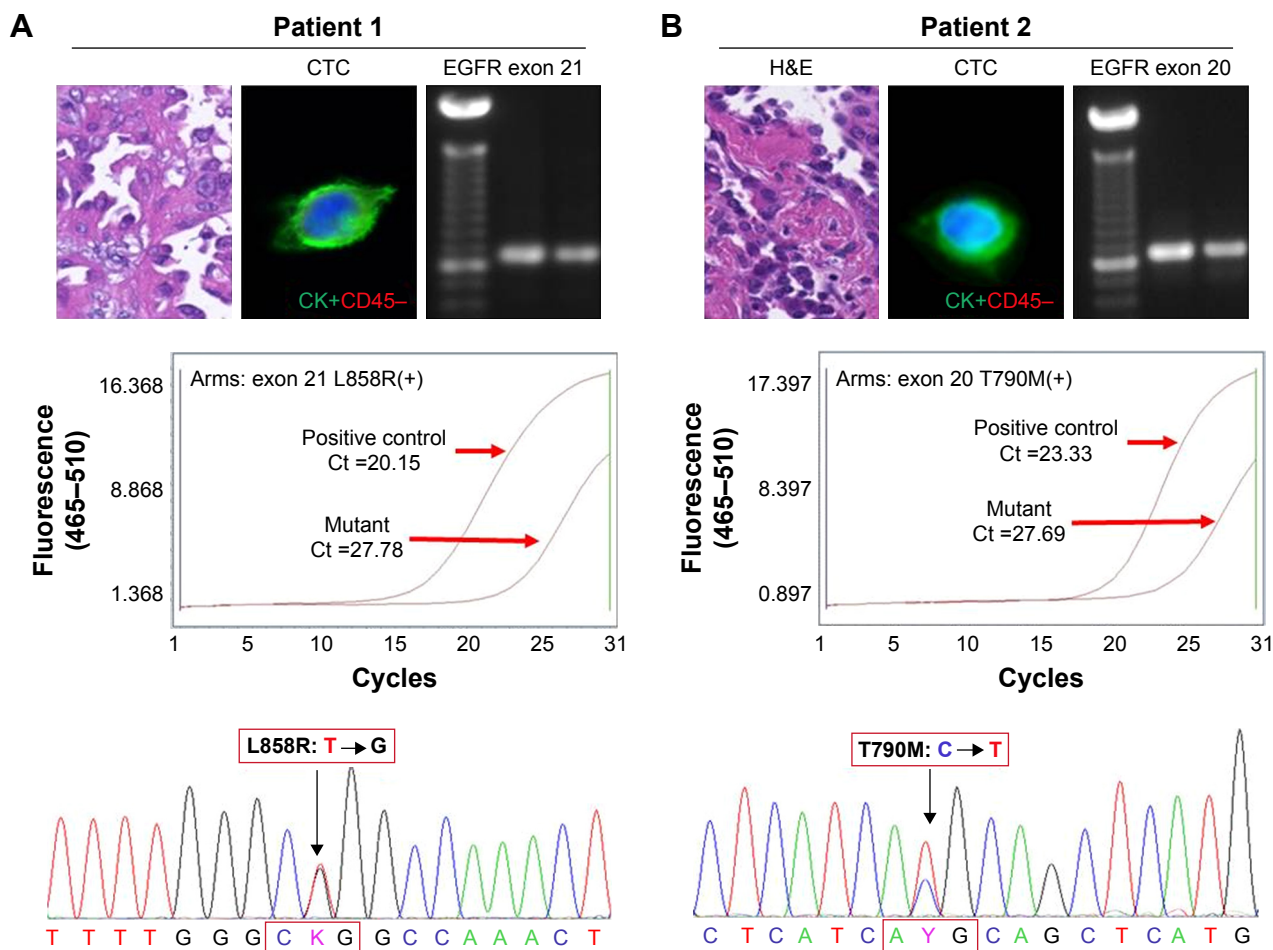 A
Patient 1
CTC
EGFR exon 21
CK+CD45–
Fluorescence
(465–510)
16.368
8.868
1.368
Arms: exon 21 L858R(+)
Positive control
Ct =20.15
Mutant
Ct =27.78
1 5 10 15 20 25 31
Cycles
L858R: T→G
T T T T G G G C K G G C C A A A C T
B
Patient 2
H&E
CTC
EGFR exon 20
CK+CD45–
Fluorescence
(465–510)
17.397
8.397
0.897
Arms: exon 20 T790M(+)
Positive control
Ct =23.33
Mutant
Ct =27.69
1 5 10 15 20 25 31
Cycles
T790M: C→T
C T C A T C A Y G C A G C T C A T G